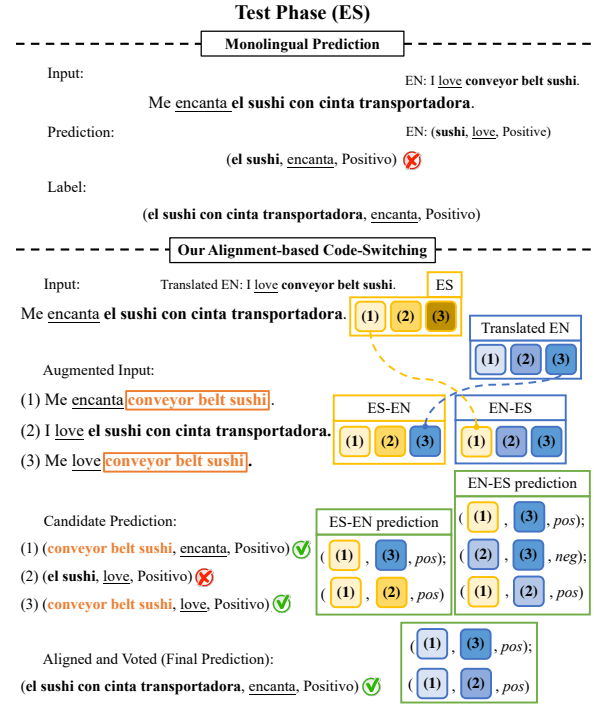 Test Phase (ES)
Monolingual Prediction
Input:
EN: I love conveyor belt sushi.
Me encanta el sushi con cinta transportadora.
Prediction:
EN: (sushi, love, Positive)
(el sushi, encanta, Positivo)
Label:
(el sushi con cinta transportadora, encanta, Positivo)
Our Alignment-based Code-Switching
Input:
Translated EN: I love conveyor belt sushi.
ES
Me encanta el sushi con cinta transportadora.
(1) (2) (3)
Translated EN
(1) (2) (3)
Augmented Input:
(1) Me encanta conveyor belt sushi.
(2) I love el sushi con cinta transportadora.
(3) Me love conveyor belt sushi.
ES-EN
(1) (2) (3)
EN-ES
(1) (2) (3)
Candidate Prediction:
(1) (conveyor belt sushi, encanta, Positivo)
(2) (el sushi, love, Positivo)
(3) (conveyor belt sushi, love, Positivo)
ES-EN prediction
( (1) , (3) , pos);
( (1) , (2) , pos)
EN-ES prediction
( (1) , (3) , pos);
( (2) , (3) , neg);
( (1) , (2) , pos)
Aligned and Voted (Final Prediction):
(el sushi con cinta transportadora, encanta, Positivo)
( (1) , (3) , pos);
( (1) , (2) , pos)